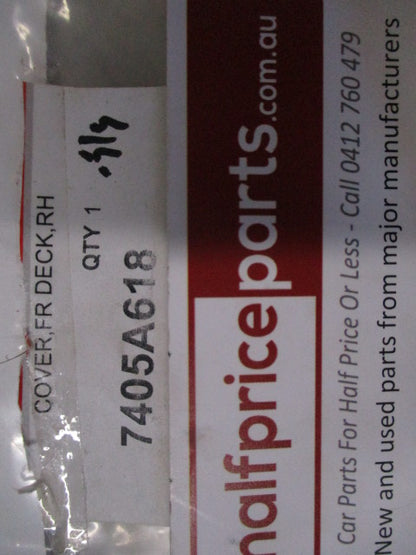 COVER,FR DECK,RH
QTY 1
7405A618
halfpriceparts.com.au
Car Parts For Half Price Or Less - Call 0412 760 479
New and used parts from major manufacturers